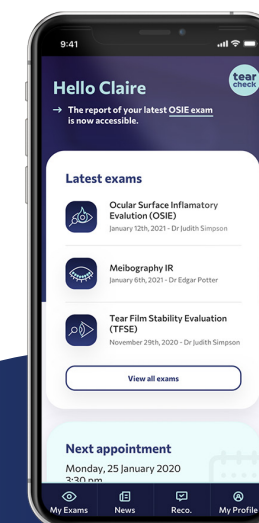 9:41
Hello Claire
tear
check
→ The report of your latest OSIE exam
is now accessible.
Latest exams
Ocular Surface Inflamatory
Evalution (OSIE)
January 12th, 2021 - Dr Judith Simpson
Meibography IR
January 6th, 2021 - Dr Edgar Potter
Tear Film Stability Evaluation
(TFSE)
November 29th, 2020 - Dr Judith Simpson
View all exams
Next appointment
Monday, 25 January 2020
3:30 pm
My Exams
News
Reco.
My Profile